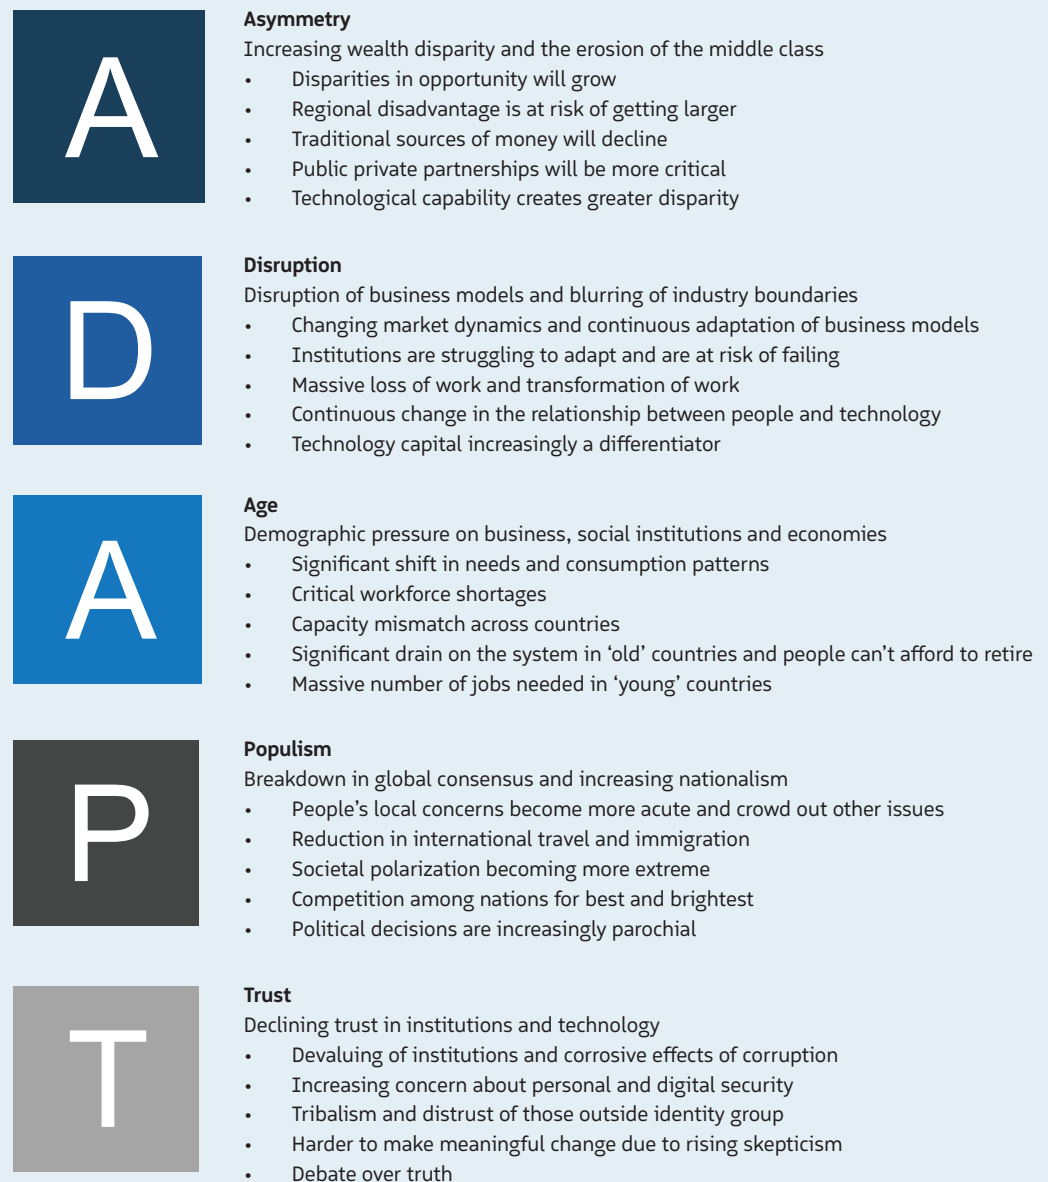 A
Asymmetry
Increasing wealth disparity and the erosion of the middle class
• Disparities in opportunity will grow
• Regional disadvantage is at risk of getting larger
• Traditional sources of money will decline
• Public private partnerships will be more critical
• Technological capability creates greater disparity
D
Disruption
Disruption of business models and blurring of industry boundaries
• Changing market dynamics and continuous adaptation of business models
• Institutions are struggling to adapt and are at risk of failing
• Massive loss of work and transformation of work
• Continuous change in the relationship between people and technology
• Technology capital increasingly a differentiator
A
Age
Demographic pressure on business, social institutions and economies
• Significant shift in needs and consumption patterns
• Critical workforce shortages
• Capacity mismatch across countries
• Significant drain on the system in ‘old’ countries and people can’t afford to retire
• Massive number of jobs needed in ‘young’ countries
P
Populism
Breakdown in global consensus and increasing nationalism
• People’s local concerns become more acute and crowd out other issues
• Reduction in international travel and immigration
• Societal polarization becoming more extreme
• Competition among nations for best and brightest
• Political decisions are increasingly parochial
T
Trust
Declining trust in institutions and technology
• Devaluing of institutions and corrosive effects of corruption
• Increasing concern about personal and digital security
• Tribalism and distrust of those outside identity group
• Harder to make meaningful change due to rising skepticism
• Debate over truth